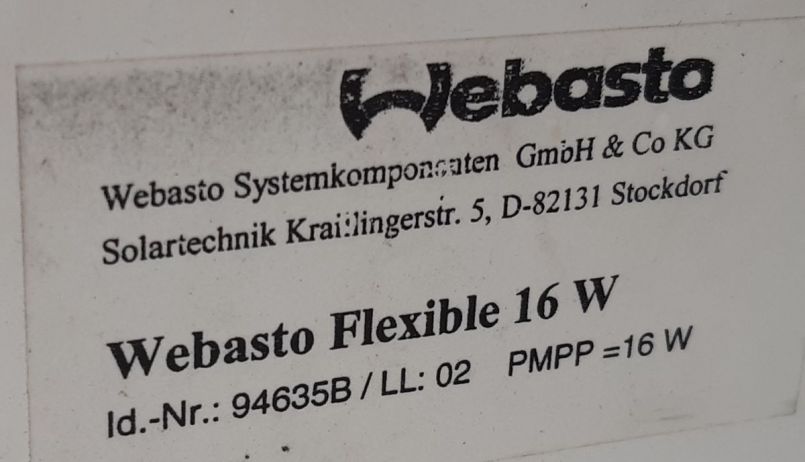 Webasto
Webasto Systemkomponenten GmbH & Co KG
Solartechnik Kraillingerstr. 5, D-82131 Stockdorf
Webasto Flexible 16 W
Id.-Nr.: 94635B / LL: 02 PMPP =16 W